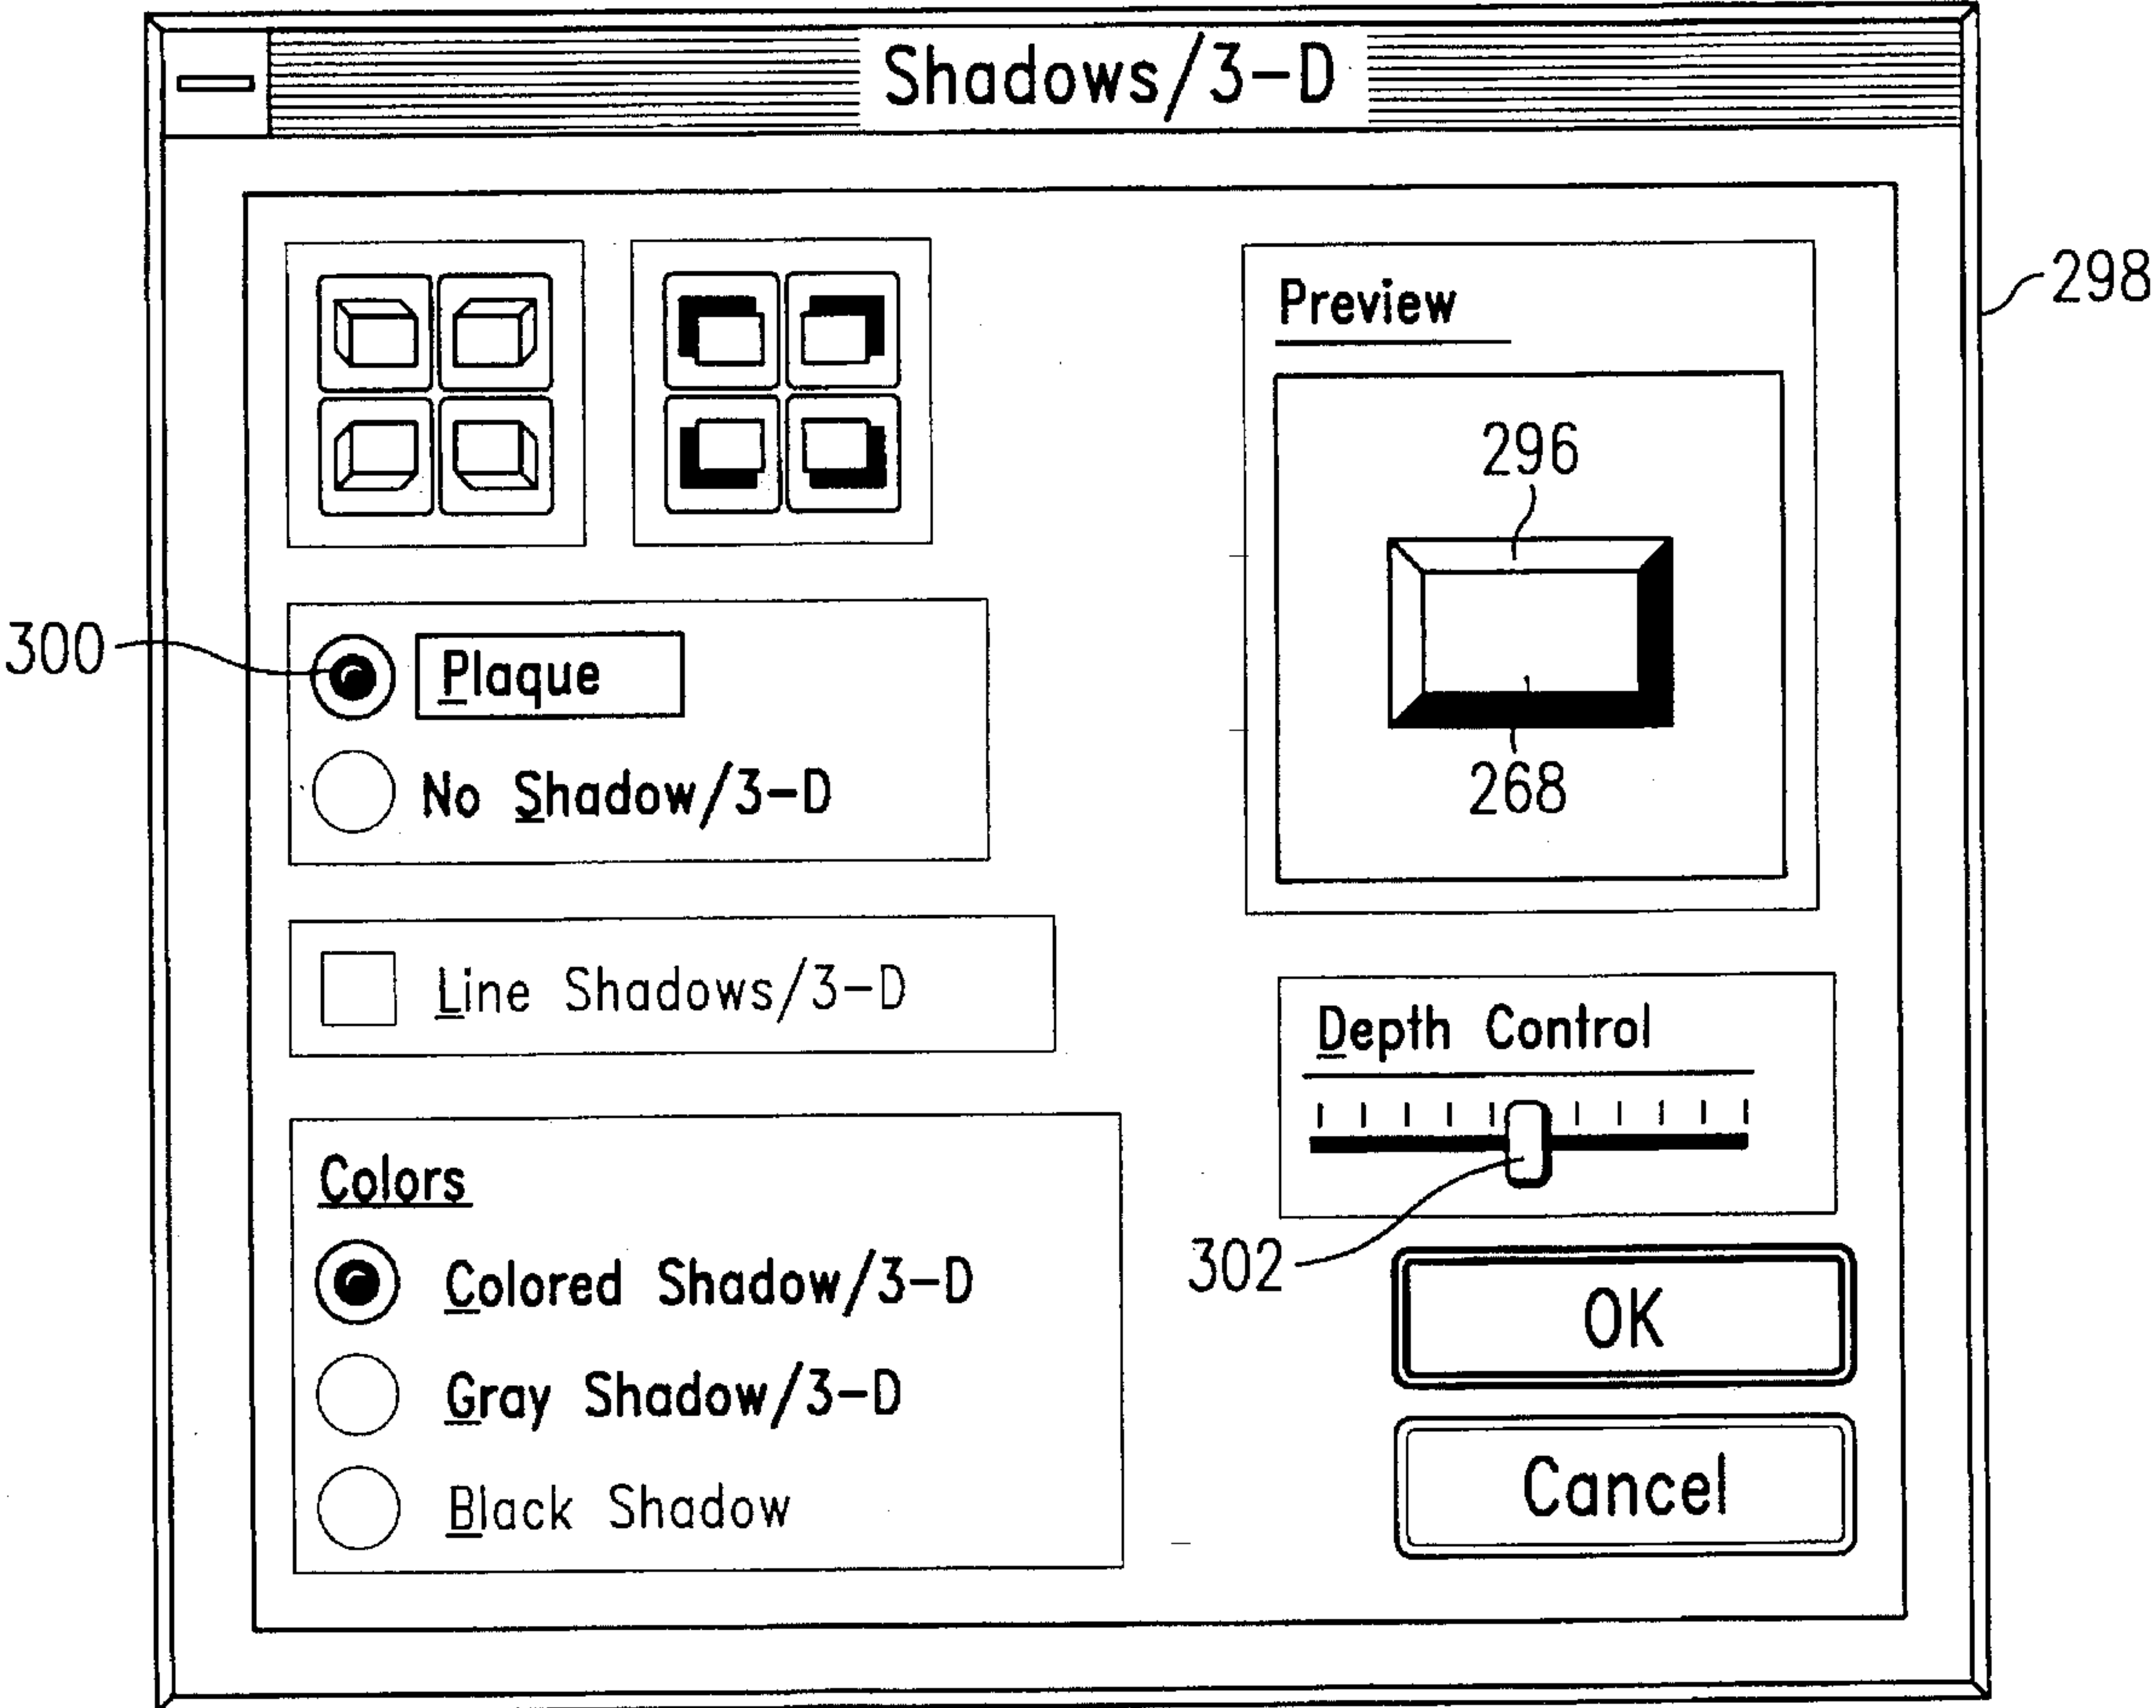 Shadows/3-D
298
Preview
296
268
300
Plaque
No Shadow/3-D
Line Shadows/3-D
Depth Control
302
Colors
Colored Shadow/3-D
Gray Shadow/3-D
Black Shadow
OK
Cancel